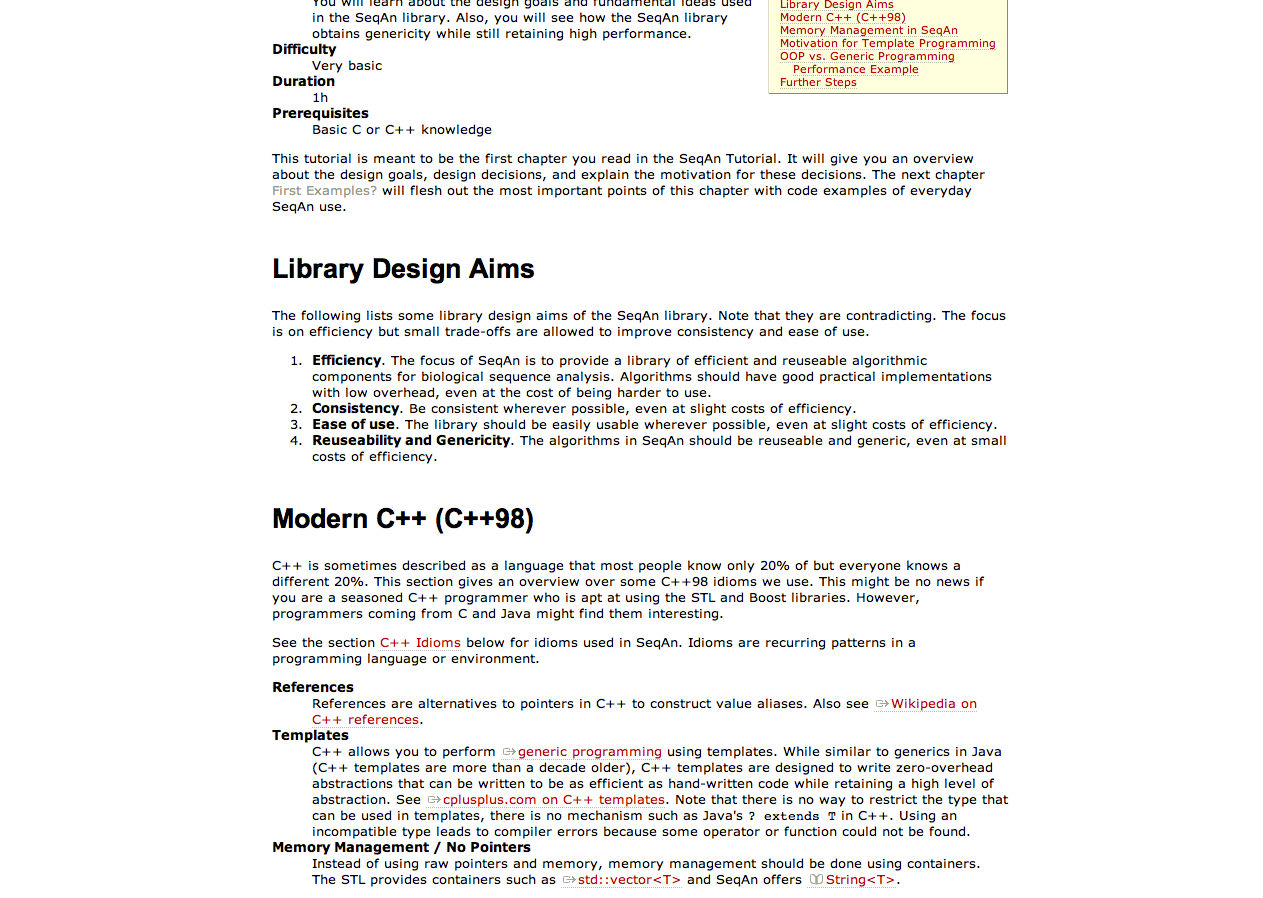 You will learn about the design goals and fundamental ideas used
in the SeqAn library. Also, you will see how the SeqAn library
obtains genericity while still retaining high performance.
Difficulty
Very basic
Duration
1h
Prerequisites
Basic C or C++ knowledge
Library Design Aims
Modern C++ (C++98)
Memory Management in SeqAn
Motivation for Template Programming
OOP vs. Generic Programming
Performance Example
Further Steps
This tutorial is meant to be the first chapter you read in the SeqAn Tutorial. It will give you an overview
about the design goals, design decisions, and explain the motivation for these decisions. The next chapter
First Examples? will flesh out the most important points of this chapter with code examples of everyday
SeqAn use.
Library Design Aims
The following lists some library design aims of the SeqAn library. Note that they are contradicting. The focus
is on efficiency but small trade-offs are allowed to improve consistency and ease of use.
1. Efficiency. The focus of SeqAn is to provide a library of efficient and reuseable algorithmic
components for biological sequence analysis. Algorithms should have good practical implementations
with low overhead, even at the cost of being harder to use.
2. Consistency. Be consistent wherever possible, even at slight costs of efficiency.
3. Ease of use. The library should be easily usable wherever possible, even at slight costs of efficiency.
4. Reuseability and Genericity. The algorithms in SeqAn should be reuseable and generic, even at small
costs of efficiency.
Modern C++ (C++98)
C++ is sometimes described as a language that most people know only 20% of but everyone knows a
different 20%. This section gives an overview over some C++98 idioms we use. This might be no news if
you are a seasoned C++ programmer who is apt at using the STL and Boost libraries. However,
programmers coming from C and Java might find them interesting.
See the section C++ Idioms below for idioms used in SeqAn. Idioms are recurring patterns in a
programming language or environment.
References
References are alternatives to pointers in C++ to construct value aliases. Also see Wikipedia on
C++ references.
Templates
C++ allows you to perform generic programming using templates. While similar to generics in Java
(C++ templates are more than a decade older), C++ templates are designed to write zero-overhead
abstractions that can be written to be as efficient as hand-written code while retaining a high level of
abstraction. See cplusplus.com on C++ templates. Note that there is no way to restrict the type that
can be used in templates, there is no mechanism such as Java's ? extends T in C++. Using an
incompatible type leads to compiler errors because some operator or function could not be found.
Memory Management / No Pointers
Instead of using raw pointers and memory, memory management should be done using containers.
The STL provides containers such as std::vector<T> and SeqAn offers String<T>.